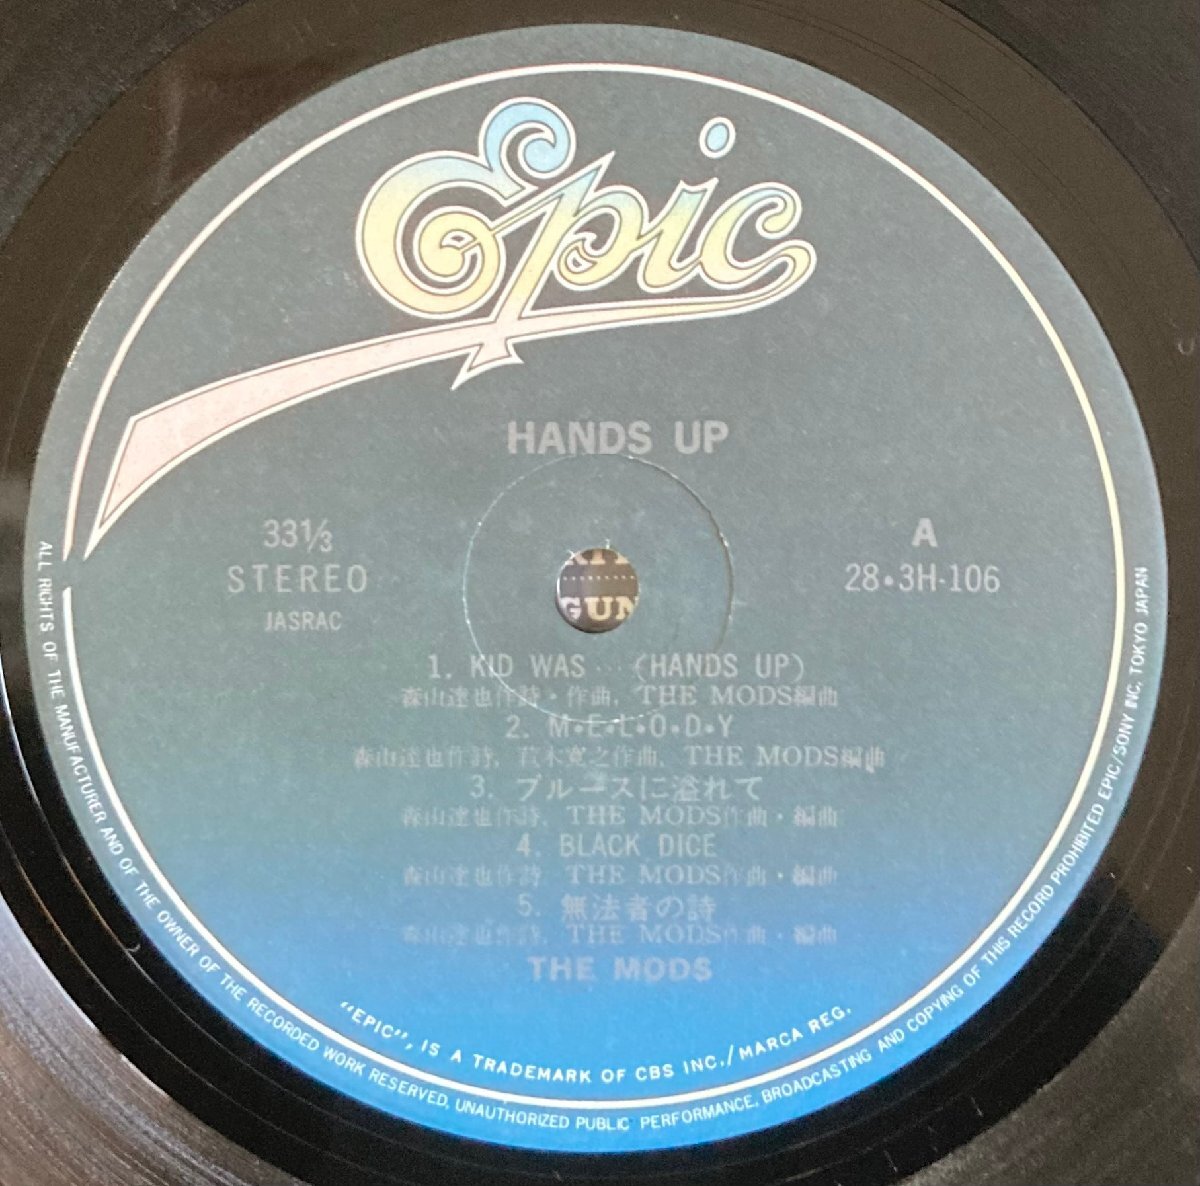 Epic
HANDS UP
33⅓
STEREO
JASRAC
A
28・3H-106
GUN
1. KID WAS…(HANDS UP)
森山達也作詩・作曲, THE MODS編曲
2. M・E・L・O・D・Y
森山達也作詩, 苣木寛之作曲, THE MODS編曲
3. ブルースに溢れて
森山達也作詩, THE MODS作曲・編曲
4. BLACK DICE
森山達也作詩 THE MODS作曲・編曲
5. 無法者の詩
森山達也作詩, THE MODS作曲・編曲
THE MODS
"EPIC", IS A TRADEMARK OF CBS INC./MARCA REG.
ALL RIGHTS OF THE MANUFACTURER AND OF THE OWNER OF THE RECORDED WORK RESERVED, UNAUTHORIZED PUBLIC PERFORMANCE, BROADCASTING AND COPYING OF THIS RECORD PROHIBITED EPIC/SONY INC. TOKYO JAPAN